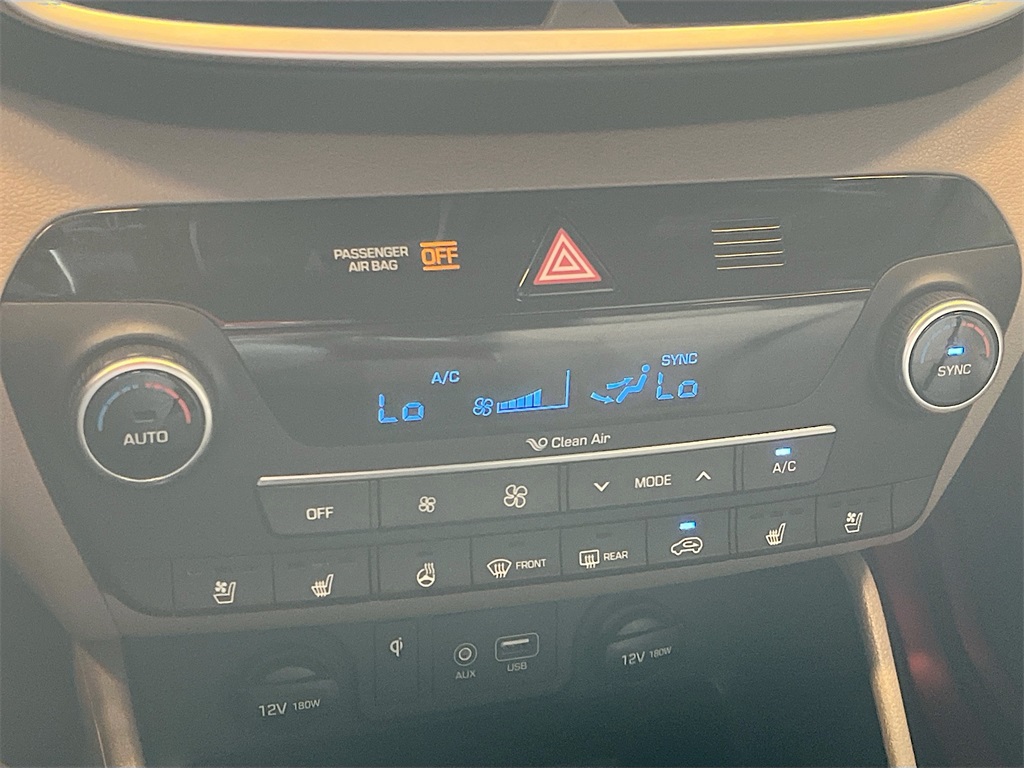 PASSENGER
AIR BAG
OFF
A/C
SYNC
Lo
Lo
SYNC
AUTO
Clean Air
OFF
MODE
A/C
FRONT
REAR
qi
AUX
USB
12V 180W
12V 180W